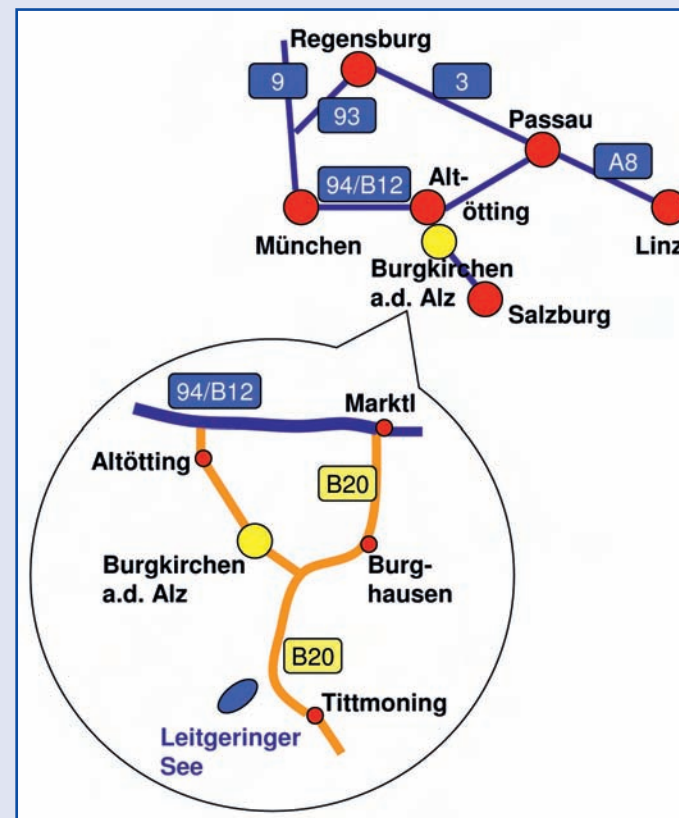 Regensburg
9
3
93
Passau
A8
94/B12
Alt-
ötting
München
Linz
Burgkirchen
a.d. Alz
Salzburg
94/B12
Marktl
Altötting
B20
Burgkirchen
a.d. Alz
Burg-
hausen
B20
Tittmoning
Leitgeringer
See